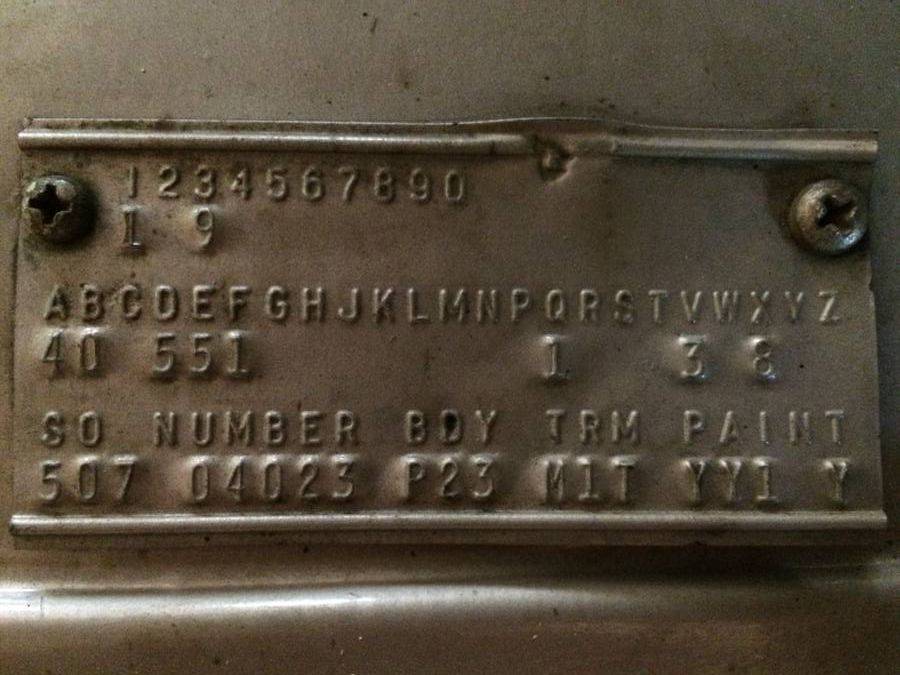 1234567890
1 9
ABCDEFGHJKLMNPQRSTVWXYZ
40 551 1 3 8
SO NUMBER BDY TRM PAINT
507 04023 P23 M1T YY1 Y